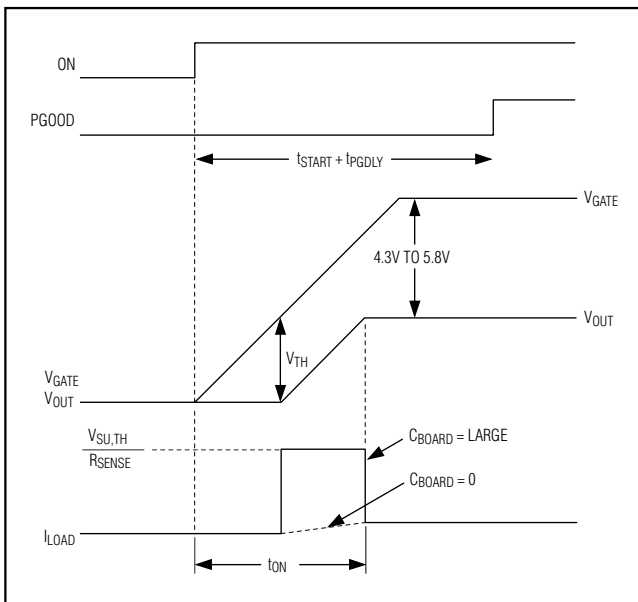 ON
PGOOD
tSTART + tPGDLY
VGATE
4.3V TO 5.8V
VOUT
VTH
VGATE
VOUT
VSU,TH
RSENSE
CBOARD = LARGE
CBOARD = 0
ILOAD
tON